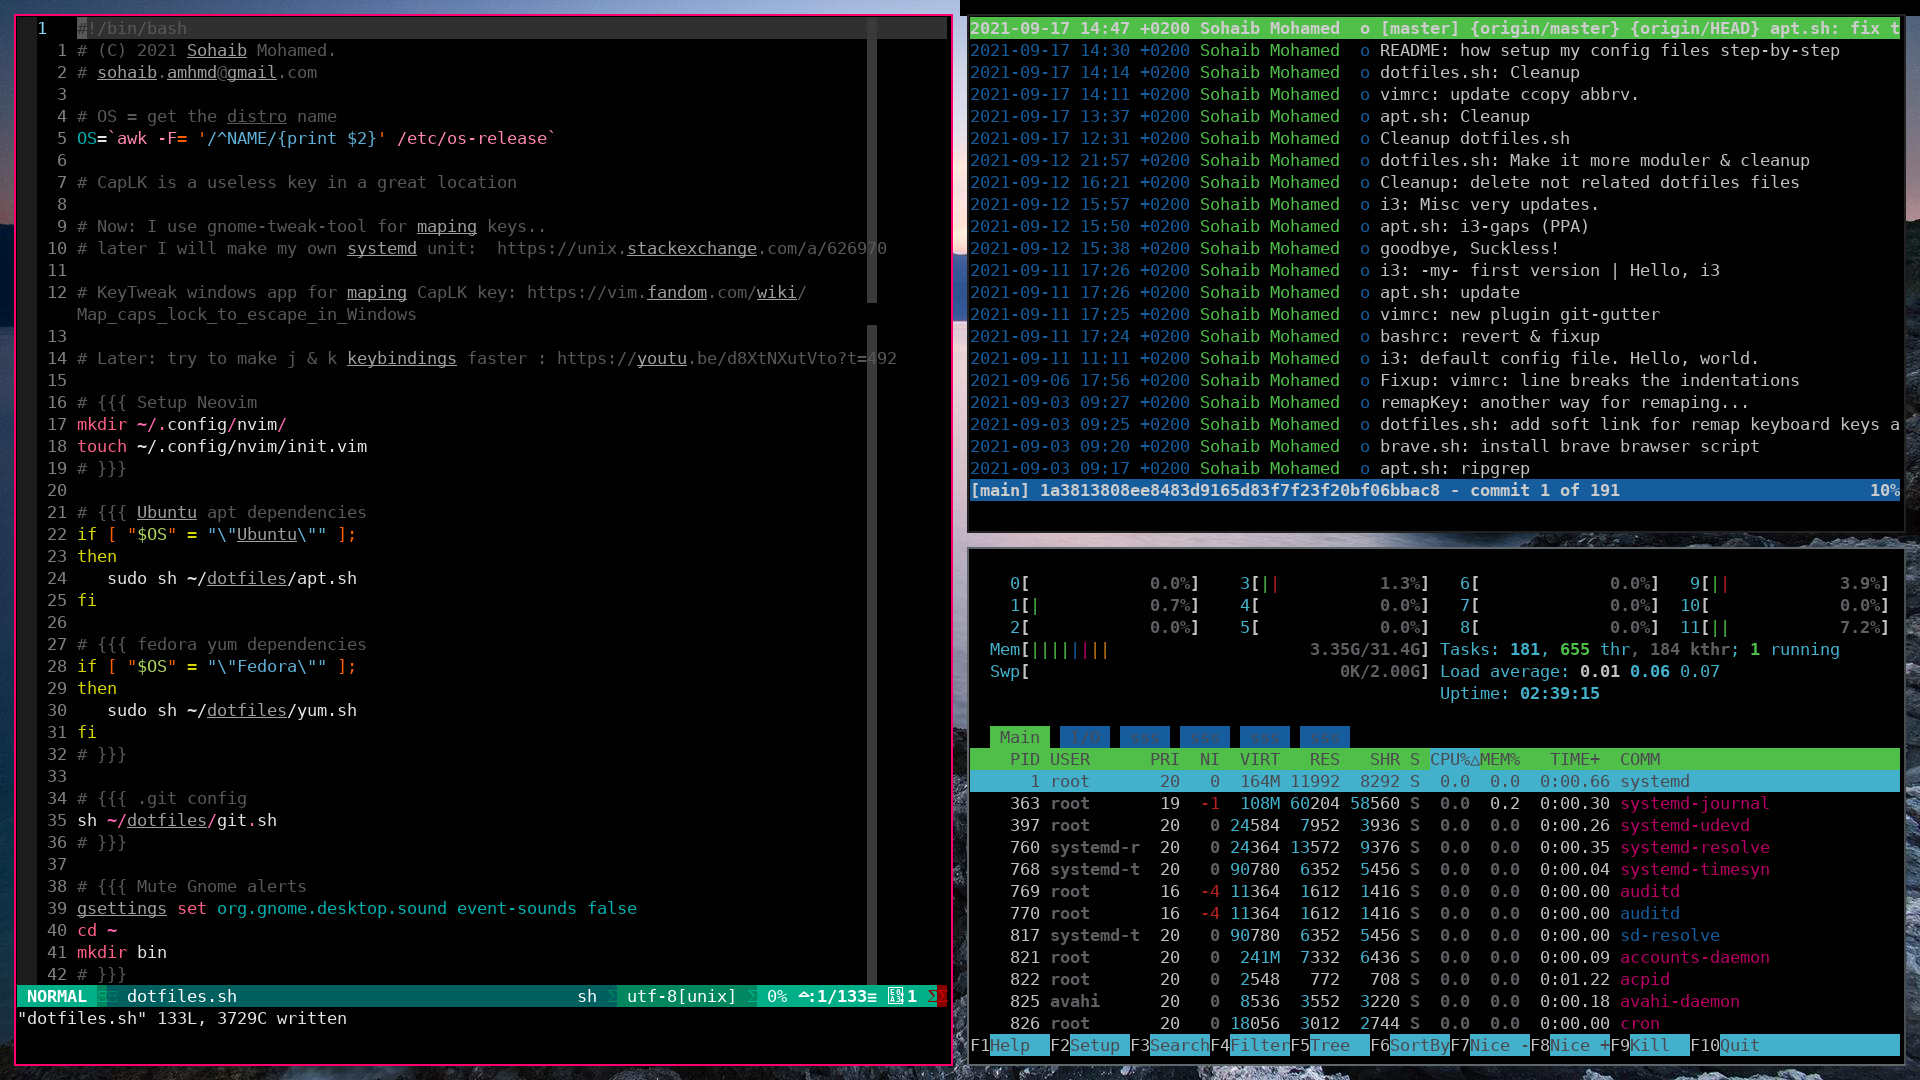 1 #!/bin/bash
1 # (C) 2021 Sohaib Mohamed.
2 # sohaib.amhmd@gmail.com
3
4 # OS = get the distro name
5 OS=`awk -F= '/^NAME/{print $2}' /etc/os-release`
6
7 # CapLK is a useless key in a great location
8
9 # Now: I use gnome-tweak-tool for maping keys..
10 # later I will make my own systemd unit:  https://unix.stackexchange.com/a/626970
11
12 # KeyTweak windows app for maping CapLK key: https://vim.fandom.com/wiki/
Map_caps_lock_to_escape_in_Windows
13
14 # Later: try to make j & k keybindings faster : https://youtu.be/d8XtNXutVto?t=492
15
16 # {{{ Setup Neovim
17 mkdir ~/.config/nvim/
18 touch ~/.config/nvim/init.vim
19 # }}}
20
21 # {{{ Ubuntu apt dependencies
22 if [ "$OS" = "\"Ubuntu\"" ];
23 then
24    sudo sh ~/dotfiles/apt.sh
25 fi
26
27 # {{{ fedora yum dependencies
28 if [ "$OS" = "\"Fedora\"" ];
29 then
30    sudo sh ~/dotfiles/yum.sh
31 fi
32 # }}}
33
34 # {{{ .git config
35 sh ~/dotfiles/git.sh
36 # }}}
37
38 # {{{ Mute Gnome alerts
39 gsettings set org.gnome.desktop.sound event-sounds false
40 cd ~
41 mkdir bin
42 # }}}
NORMAL dotfiles.sh sh utf-8[unix] 0% :1/133≡ 1
"dotfiles.sh" 133L, 3729C written
2021-09-17 14:47 +0200 Sohaib Mohamed  o [master] {origin/master} {origin/HEAD} apt.sh: fix t
2021-09-17 14:30 +0200 Sohaib Mohamed  o README: how setup my config files step-by-step
2021-09-17 14:14 +0200 Sohaib Mohamed  o dotfiles.sh: Cleanup
2021-09-17 14:11 +0200 Sohaib Mohamed  o vimrc: update ccopy abbrv.
2021-09-17 13:37 +0200 Sohaib Mohamed  o apt.sh: Cleanup
2021-09-17 12:31 +0200 Sohaib Mohamed  o Cleanup dotfiles.sh
2021-09-12 21:57 +0200 Sohaib Mohamed  o dotfiles.sh: Make it more moduler & cleanup
2021-09-12 16:21 +0200 Sohaib Mohamed  o Cleanup: delete not related dotfiles files
2021-09-12 15:57 +0200 Sohaib Mohamed  o i3: Misc very updates.
2021-09-12 15:50 +0200 Sohaib Mohamed  o apt.sh: i3-gaps (PPA)
2021-09-12 15:38 +0200 Sohaib Mohamed  o goodbye, Suckless!
2021-09-11 17:26 +0200 Sohaib Mohamed  o i3: -my- first version | Hello, i3
2021-09-11 17:26 +0200 Sohaib Mohamed  o apt.sh: update
2021-09-11 17:25 +0200 Sohaib Mohamed  o vimrc: new plugin git-gutter
2021-09-11 17:24 +0200 Sohaib Mohamed  o bashrc: revert & fixup
2021-09-11 11:11 +0200 Sohaib Mohamed  o i3: default config file. Hello, world.
2021-09-06 17:56 +0200 Sohaib Mohamed  o Fixup: vimrc: line breaks the indentations
2021-09-03 09:27 +0200 Sohaib Mohamed  o remapKey: another way for remaping...
2021-09-03 09:25 +0200 Sohaib Mohamed  o dotfiles.sh: add soft link for remap keyboard keys a
2021-09-03 09:20 +0200 Sohaib Mohamed  o brave.sh: install brave brawser script
2021-09-03 09:17 +0200 Sohaib Mohamed  o apt.sh: ripgrep
[main] 1a3813808ee8483d9165d83f7f23f20bf06bbac8 - commit 1 of 191 10%
0[ 0.0%] 3[|| 1.3%] 6[ 0.0%] 9[|| 3.9%]
1[| 0.7%] 4[ 0.0%] 7[ 0.0%] 10[ 0.0%]
2[ 0.0%] 5[ 0.0%] 8[ 0.0%] 11[|| 7.2%]
Mem[|||||||| 3.35G/31.4G] Tasks: 181, 655 thr, 184 kthr; 1 running
Swp[ 0K/2.00G] Load average: 0.01 0.06 0.07
Uptime: 02:39:15
Main I/O sss sss sss sss
PID USER PRI NI VIRT RES SHR S CPU%△MEM% TIME+ COMM
1 root 20 0 164M 11992 8292 S 0.0 0.0 0:00.66 systemd
363 root 19 -1 108M 60204 58560 S 0.0 0.2 0:00.30 systemd-journal
397 root 20 0 24584 7952 3936 S 0.0 0.0 0:00.26 systemd-udevd
760 systemd-r 20 0 24364 13572 9376 S 0.0 0.0 0:00.35 systemd-resolve
768 systemd-t 20 0 90780 6352 5456 S 0.0 0.0 0:00.04 systemd-timesyn
769 root 16 -4 11364 1612 1416 S 0.0 0.0 0:00.00 auditd
770 root 16 -4 11364 1612 1416 S 0.0 0.0 0:00.00 auditd
817 systemd-t 20 0 90780 6352 5456 S 0.0 0.0 0:00.00 sd-resolve
821 root 20 0 241M 7332 6436 S 0.0 0.0 0:00.09 accounts-daemon
822 root 20 0 2548 772 708 S 0.0 0.0 0:01.22 acpid
825 avahi 20 0 8536 3552 3220 S 0.0 0.0 0:00.18 avahi-daemon
826 root 20 0 18056 3012 2744 S 0.0 0.0 0:00.00 cron
F1Help F2Setup F3SearchF4FilterF5Tree F6SortByF7Nice -F8Nice +F9Kill F10Quit